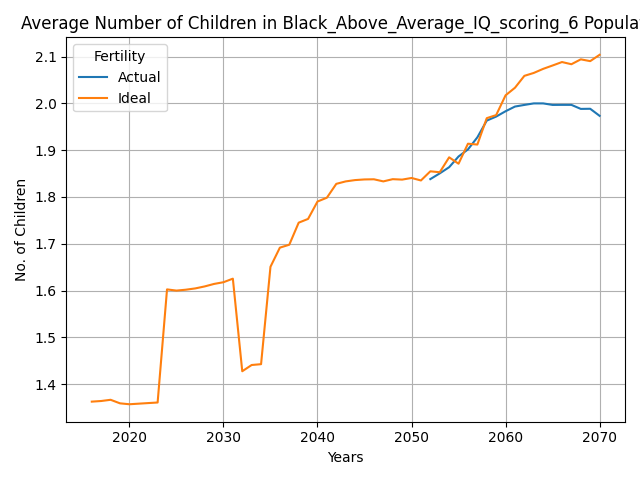 Average Number of Children in Black_Above_Average_IQ_scoring_6 Popula
Fertility
Actual
Ideal
No. of Children
2.1
2.0
1.9
1.8
1.7
1.6
1.5
1.4
2020 2030 2040 2050 2060 2070
Years